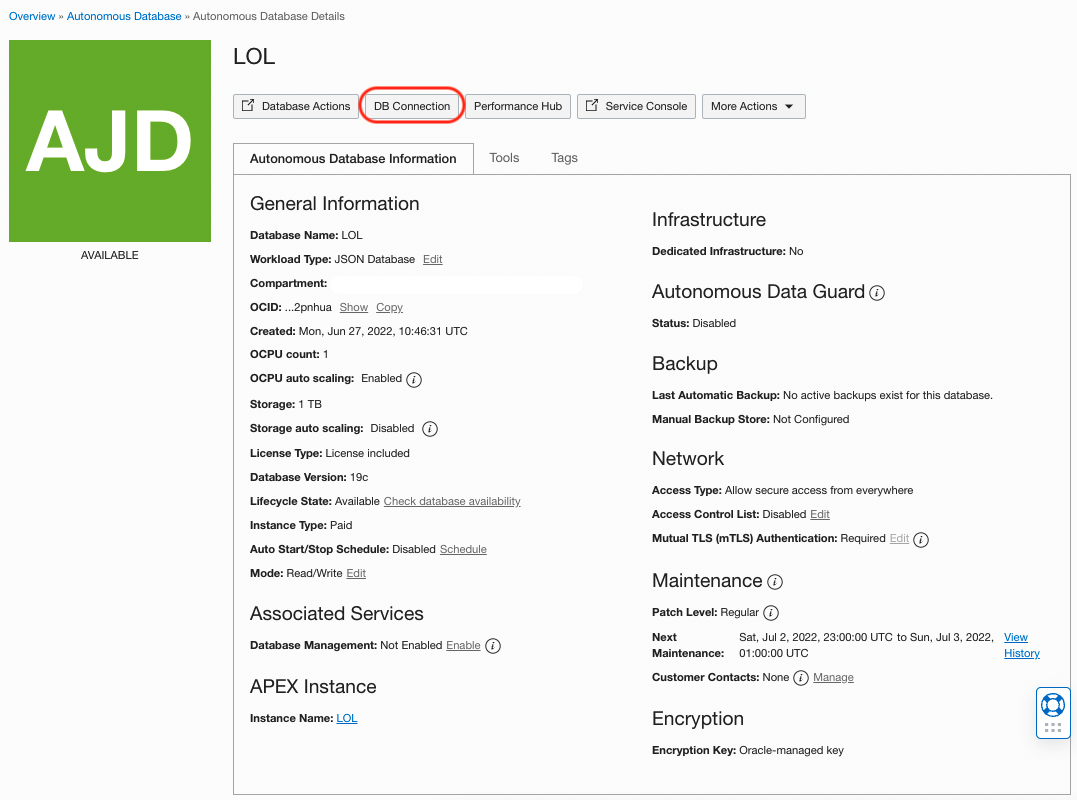 Overview » Autonomous Database » Autonomous Database Details
AJD
AVAILABLE
LOL
Database Actions DB Connection Performance Hub Service Console More Actions
Autonomous Database Information Tools Tags
General Information
Database Name: LOL
Workload Type: JSON Database Edit
Compartment:
OCID: ...2pnhua Show Copy
Created: Mon, Jun 27, 2022, 10:46:31 UTC
OCPU count: 1
OCPU auto scaling: Enabled i
Storage: 1 TB
Storage auto scaling: Disabled i
License Type: License included
Database Version: 19c
Lifecycle State: Available Check database availability
Instance Type: Paid
Auto Start/Stop Schedule: Disabled Schedule
Mode: Read/Write Edit
Associated Services
Database Management: Not Enabled Enable i
APEX Instance
Instance Name: LOL
Infrastructure
Dedicated Infrastructure: No
Autonomous Data Guard i
Status: Disabled
Backup
Last Automatic Backup: No active backups exist for this database.
Manual Backup Store: Not Configured
Network
Access Type: Allow secure access from everywhere
Access Control List: Disabled Edit
Mutual TLS (mTLS) Authentication: Required Edit i
Maintenance i
Patch Level: Regular i
Next Sat, Jul 2, 2022, 23:00:00 UTC to Sun, Jul 3, 2022, View
Maintenance: 01:00:00 UTC History
Customer Contacts: None i Manage
Encryption
Encryption Key: Oracle-managed key